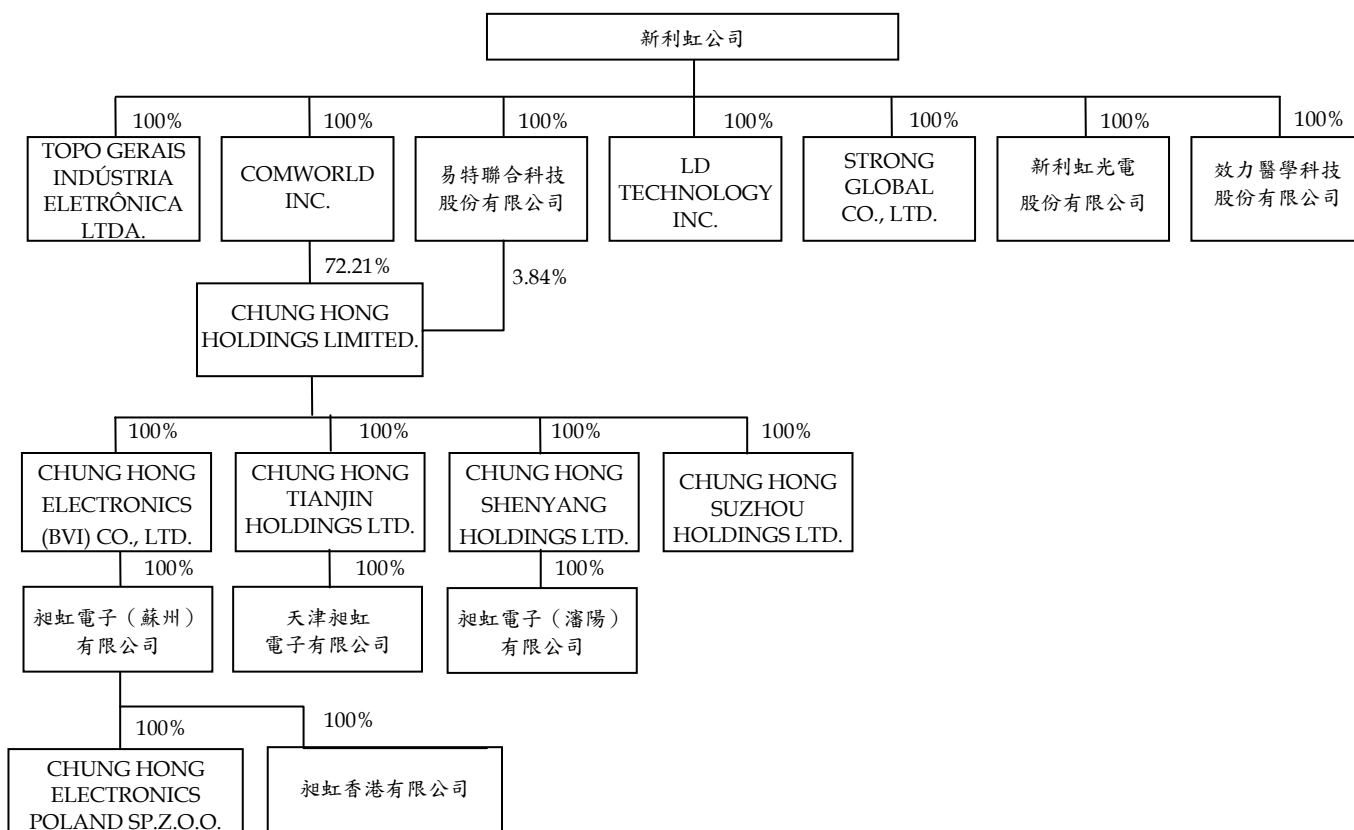 新利虹公司
100%
100%
100%
100%
100%
100%
100%
TOPO GERAIS
INDÚSTRIA
ELETRÔNICA
LTDA.
COMWORLD
INC.
易特聯合科技
股份有限公司
LD
TECHNOLOGY
INC.
STRONG
GLOBAL
CO., LTD.
新利虹光電
股份有限公司
效力醫學科技
股份有限公司
72.21%
3.84%
CHUNG HONG
HOLDINGS LIMITED.
100%
100%
100%
100%
CHUNG HONG
ELECTRONICS
(BVI) CO., LTD.
CHUNG HONG
TIANJIN
HOLDINGS LTD.
CHUNG HONG
SHENYANG
HOLDINGS LTD.
CHUNG HONG
SUZHOU
HOLDINGS LTD.
100%
100%
100%
昶虹電子（蘇州）
有限公司
天津昶虹
電子有限公司
昶虹電子（瀋陽）
有限公司
100%
100%
CHUNG HONG
ELECTRONICS
POLAND SP.Z.O.O.
昶虹香港有限公司